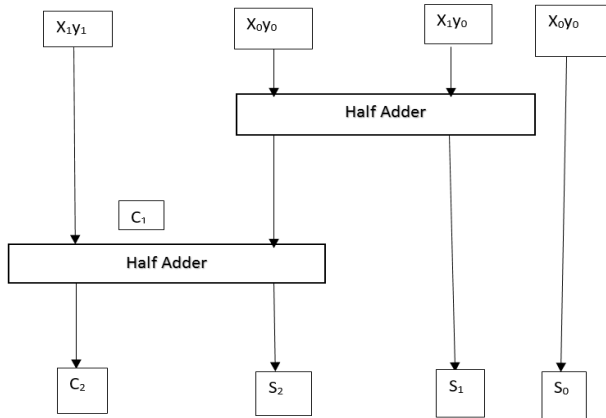 X₁y₁ X₀y₀ X₁y₀ X₀y₀
Half Adder
C₁
Half Adder
C₂ S₂ S₁ S₀